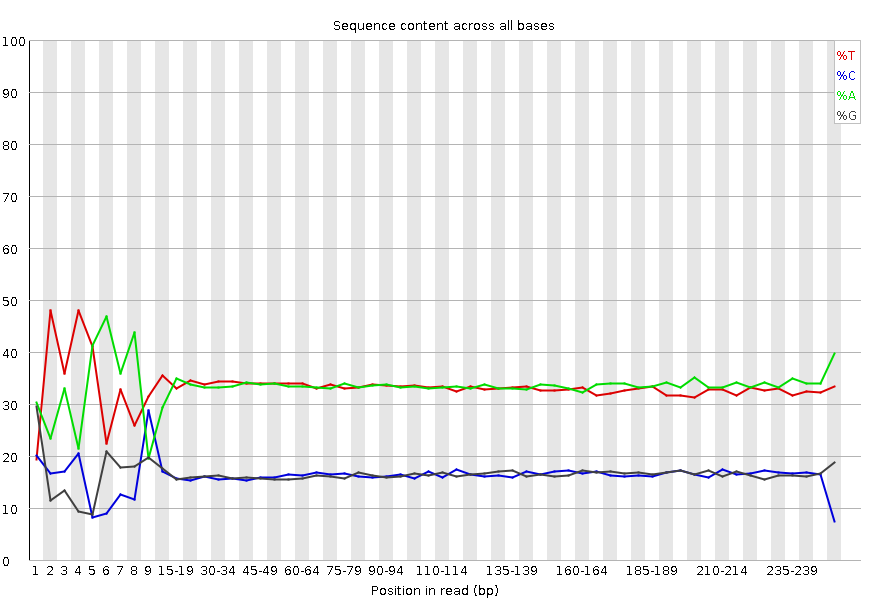 Sequence content across all bases
100
90
80
70
60
50
40
30
20
10
0
%T
%C
%A
%G
1 2 3 4 5 6 7 8 9 15-19 30-34 45-49 60-64 75-79 90-94 110-114 135-139 160-164 185-189 210-214 235-239
Position in read (bp)